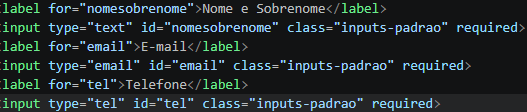 <label for="nomesobrenome">Nome e Sobrenome</label>
<input type="text" id="nomesobrenome" class="inputs-padrao" required>
<label for="email">E-mail</label>
<input type="email" id="email" class="inputs-padrao" required>
<label for="tel">Telefone</label>
<input type="tel" id="tel" class="inputs-padrao" required>